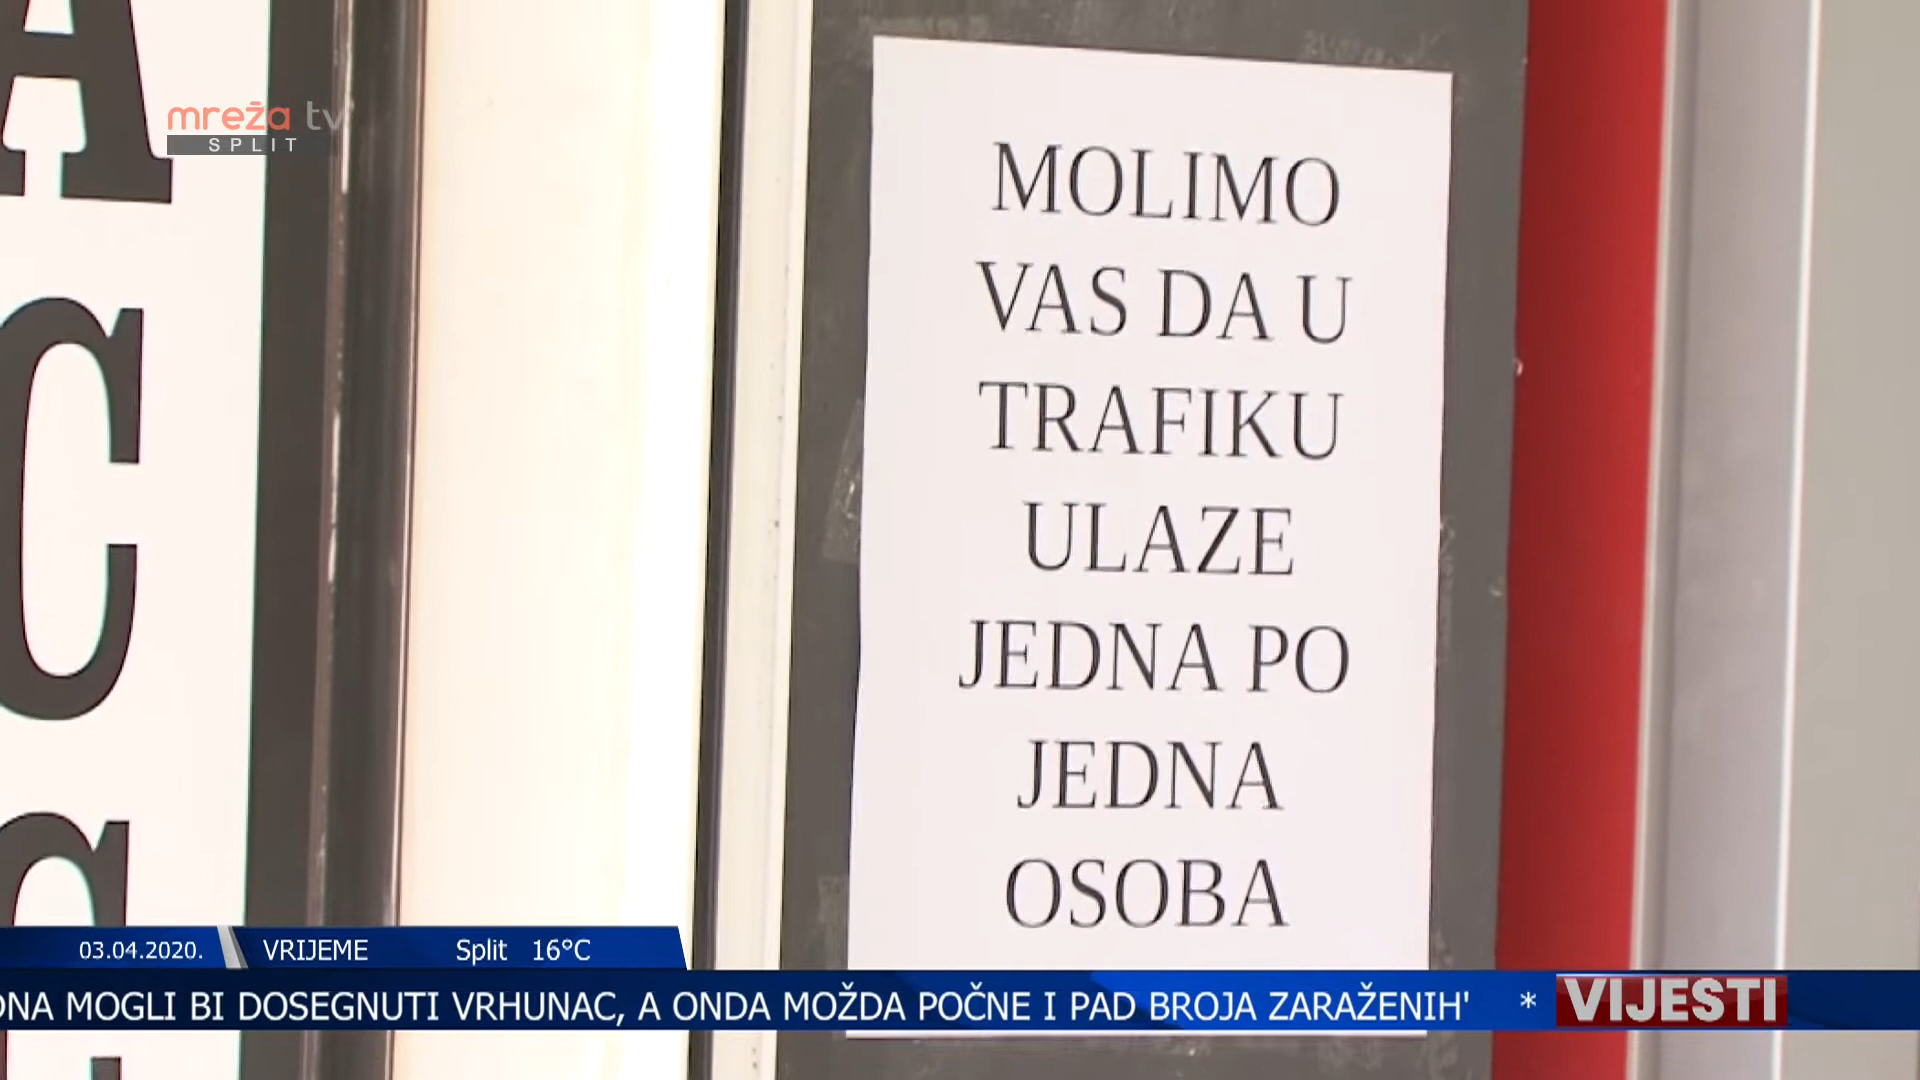 mreža tv
SPLIT
MOLIMO
VAS DA U
TRAFIKU
ULAZE
JEDNA PO
JEDNA
OSOBA
03.04.2020. VRIJEME Split 16°C
MOGLI BI DOSEGNUTI VRHUNAC, A ONDA MOŽDA POČNE I PAD BROJA ZARAŽENIH' * VIJESTI